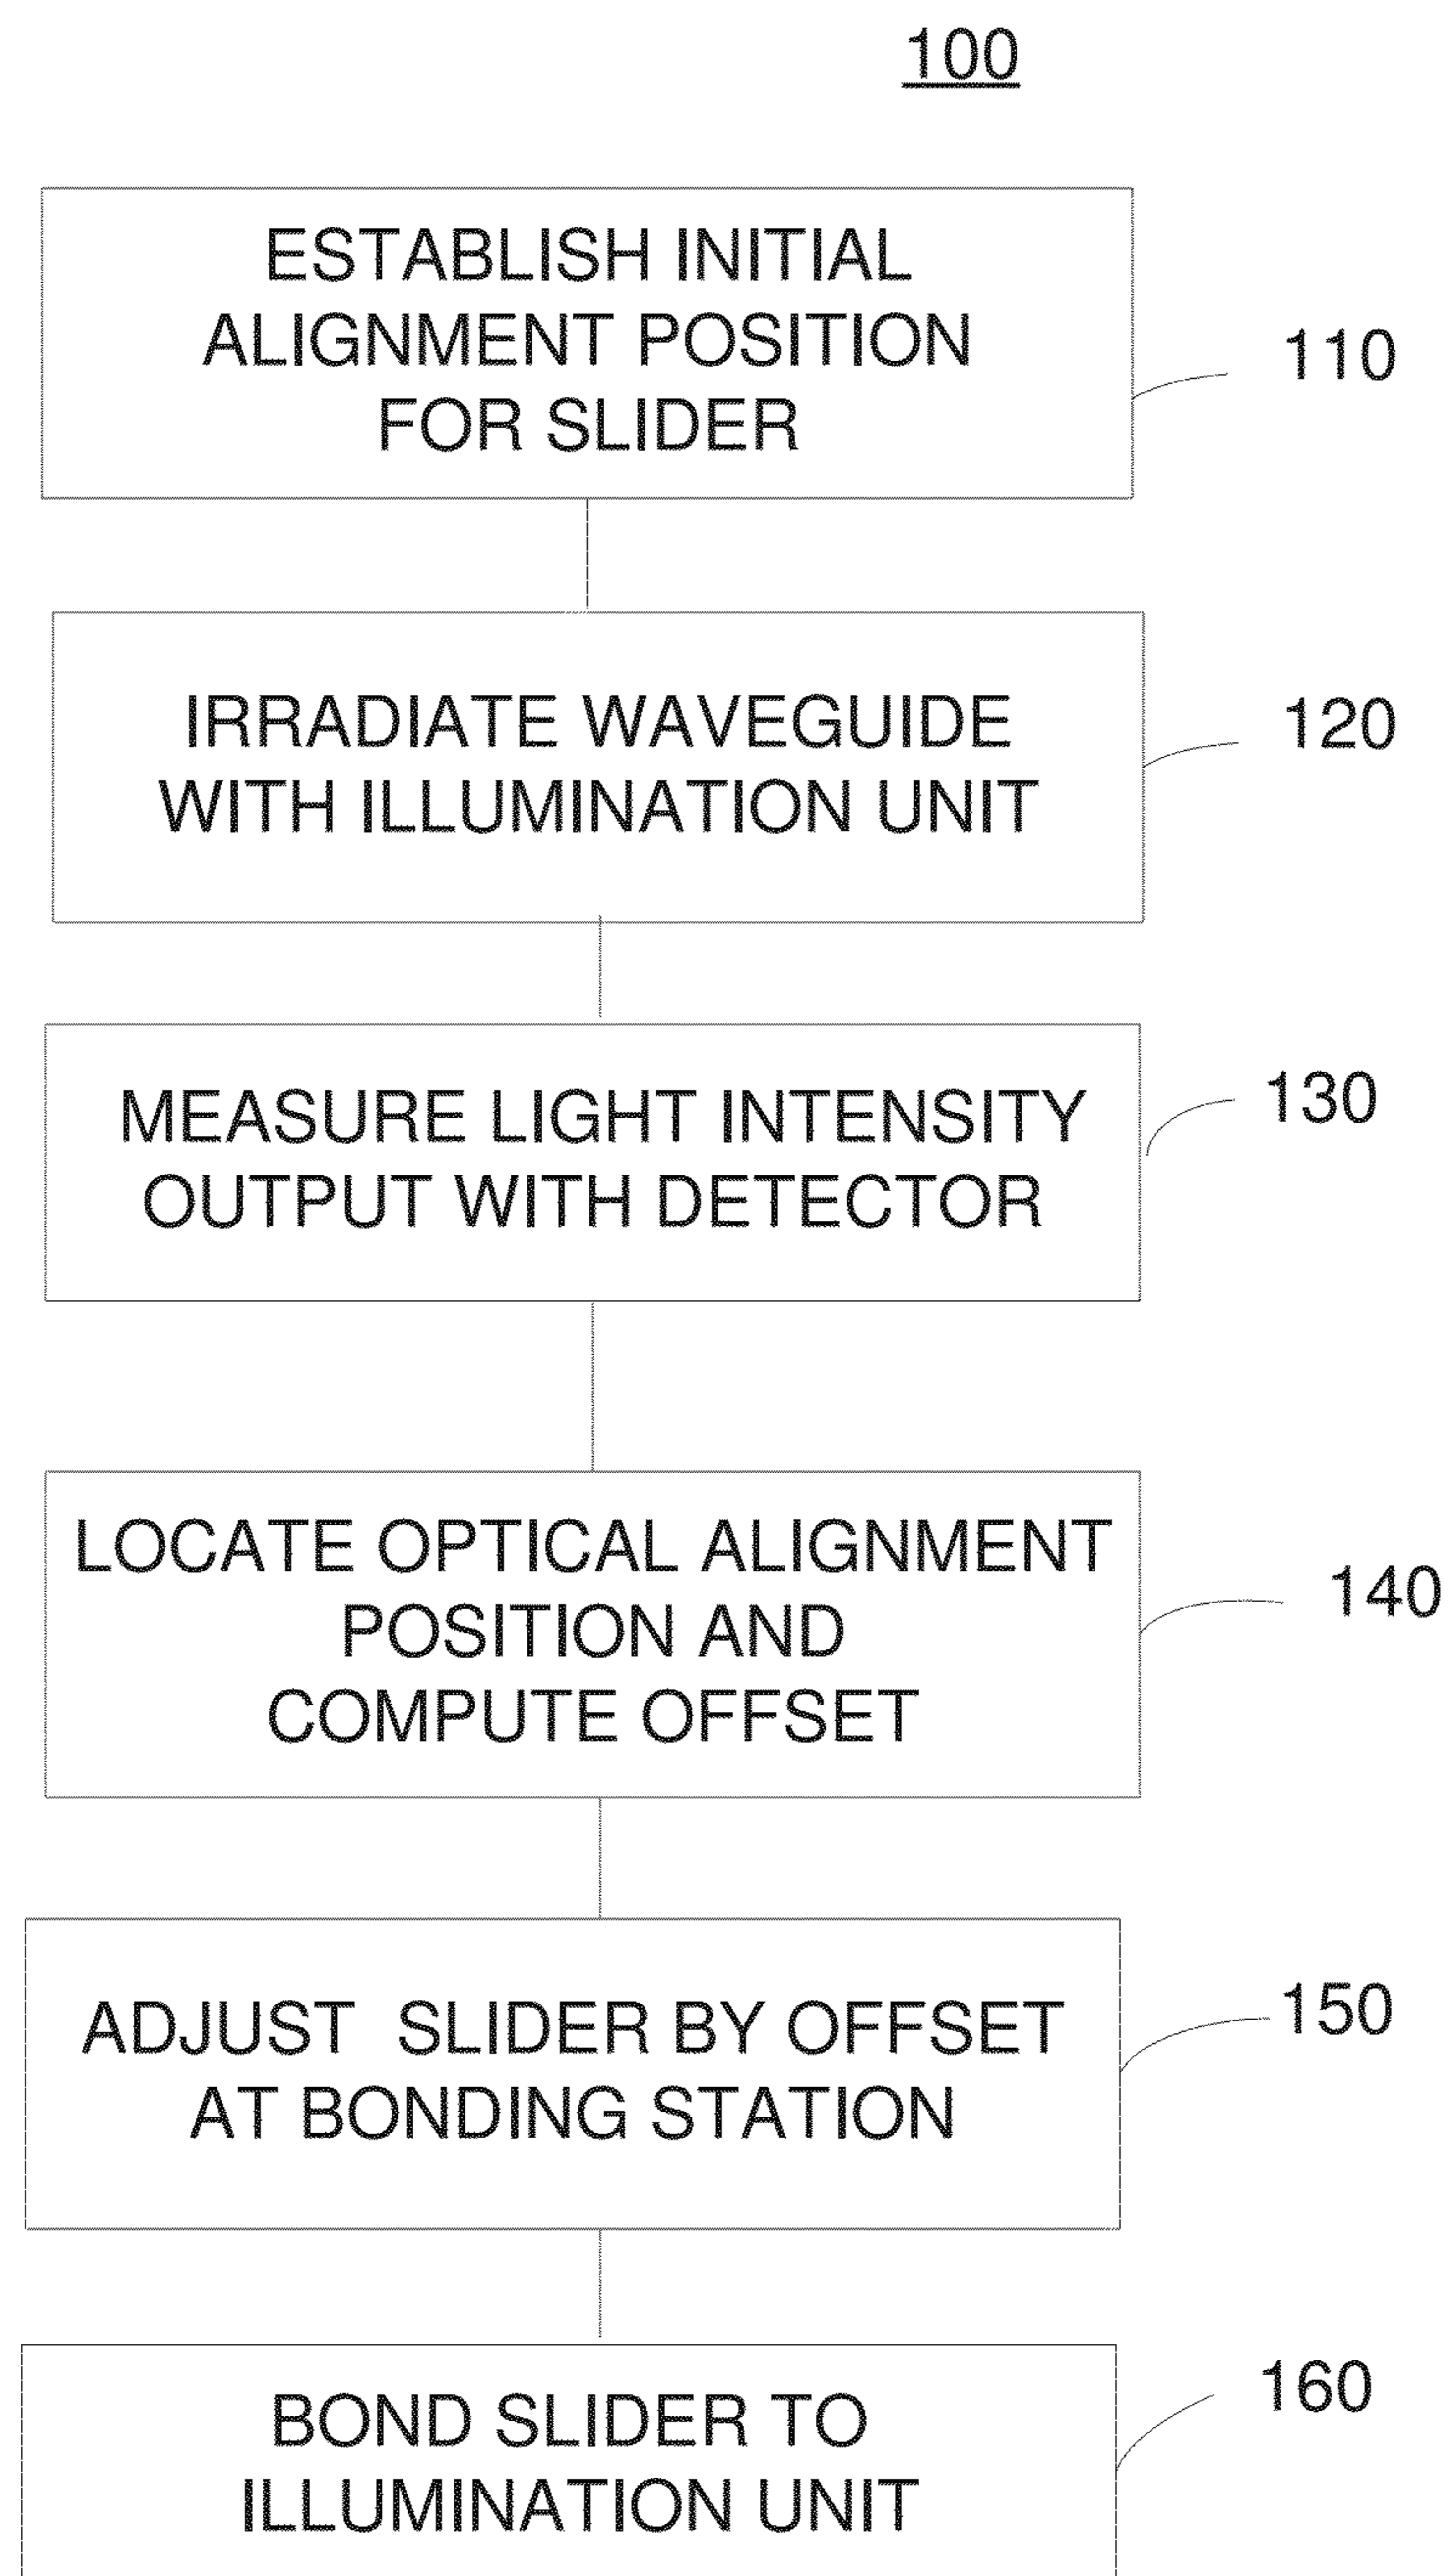 100
ESTABLISH INITIAL
ALIGNMENT POSITION
FOR SLIDER
110
IRRADIATE WAVEGUIDE
WITH ILLUMINATION UNIT
120
MEASURE LIGHT INTENSITY
OUTPUT WITH DETECTOR
130
LOCATE OPTICAL ALIGNMENT
POSITION AND
COMPUTE OFFSET
140
ADJUST SLIDER BY OFFSET
AT BONDING STATION
150
BOND SLIDER TO
ILLUMINATION UNIT
160